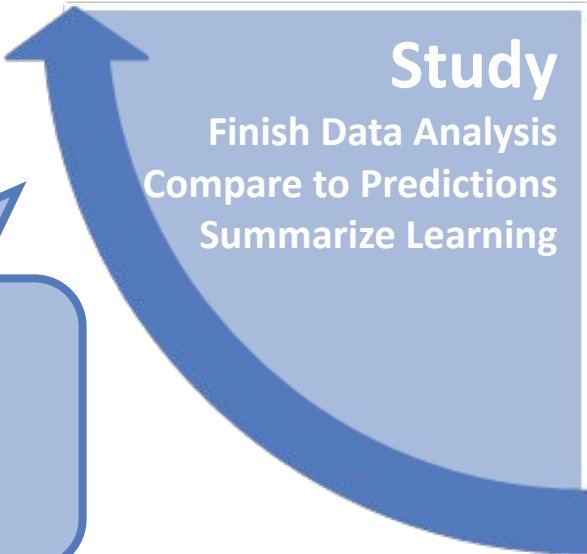 Study
Finish Data Analysis
Compare to Predictions
Summarize Learning